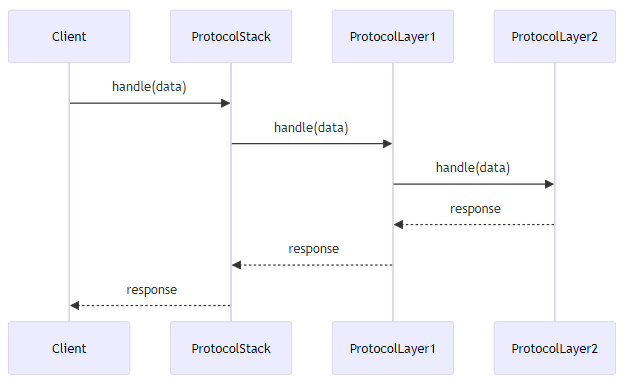 Client
ProtocolStack
ProtocolLayer1
ProtocolLayer2
handle(data)
handle(data)
handle(data)
response
response
response
Client
ProtocolStack
ProtocolLayer1
ProtocolLayer2